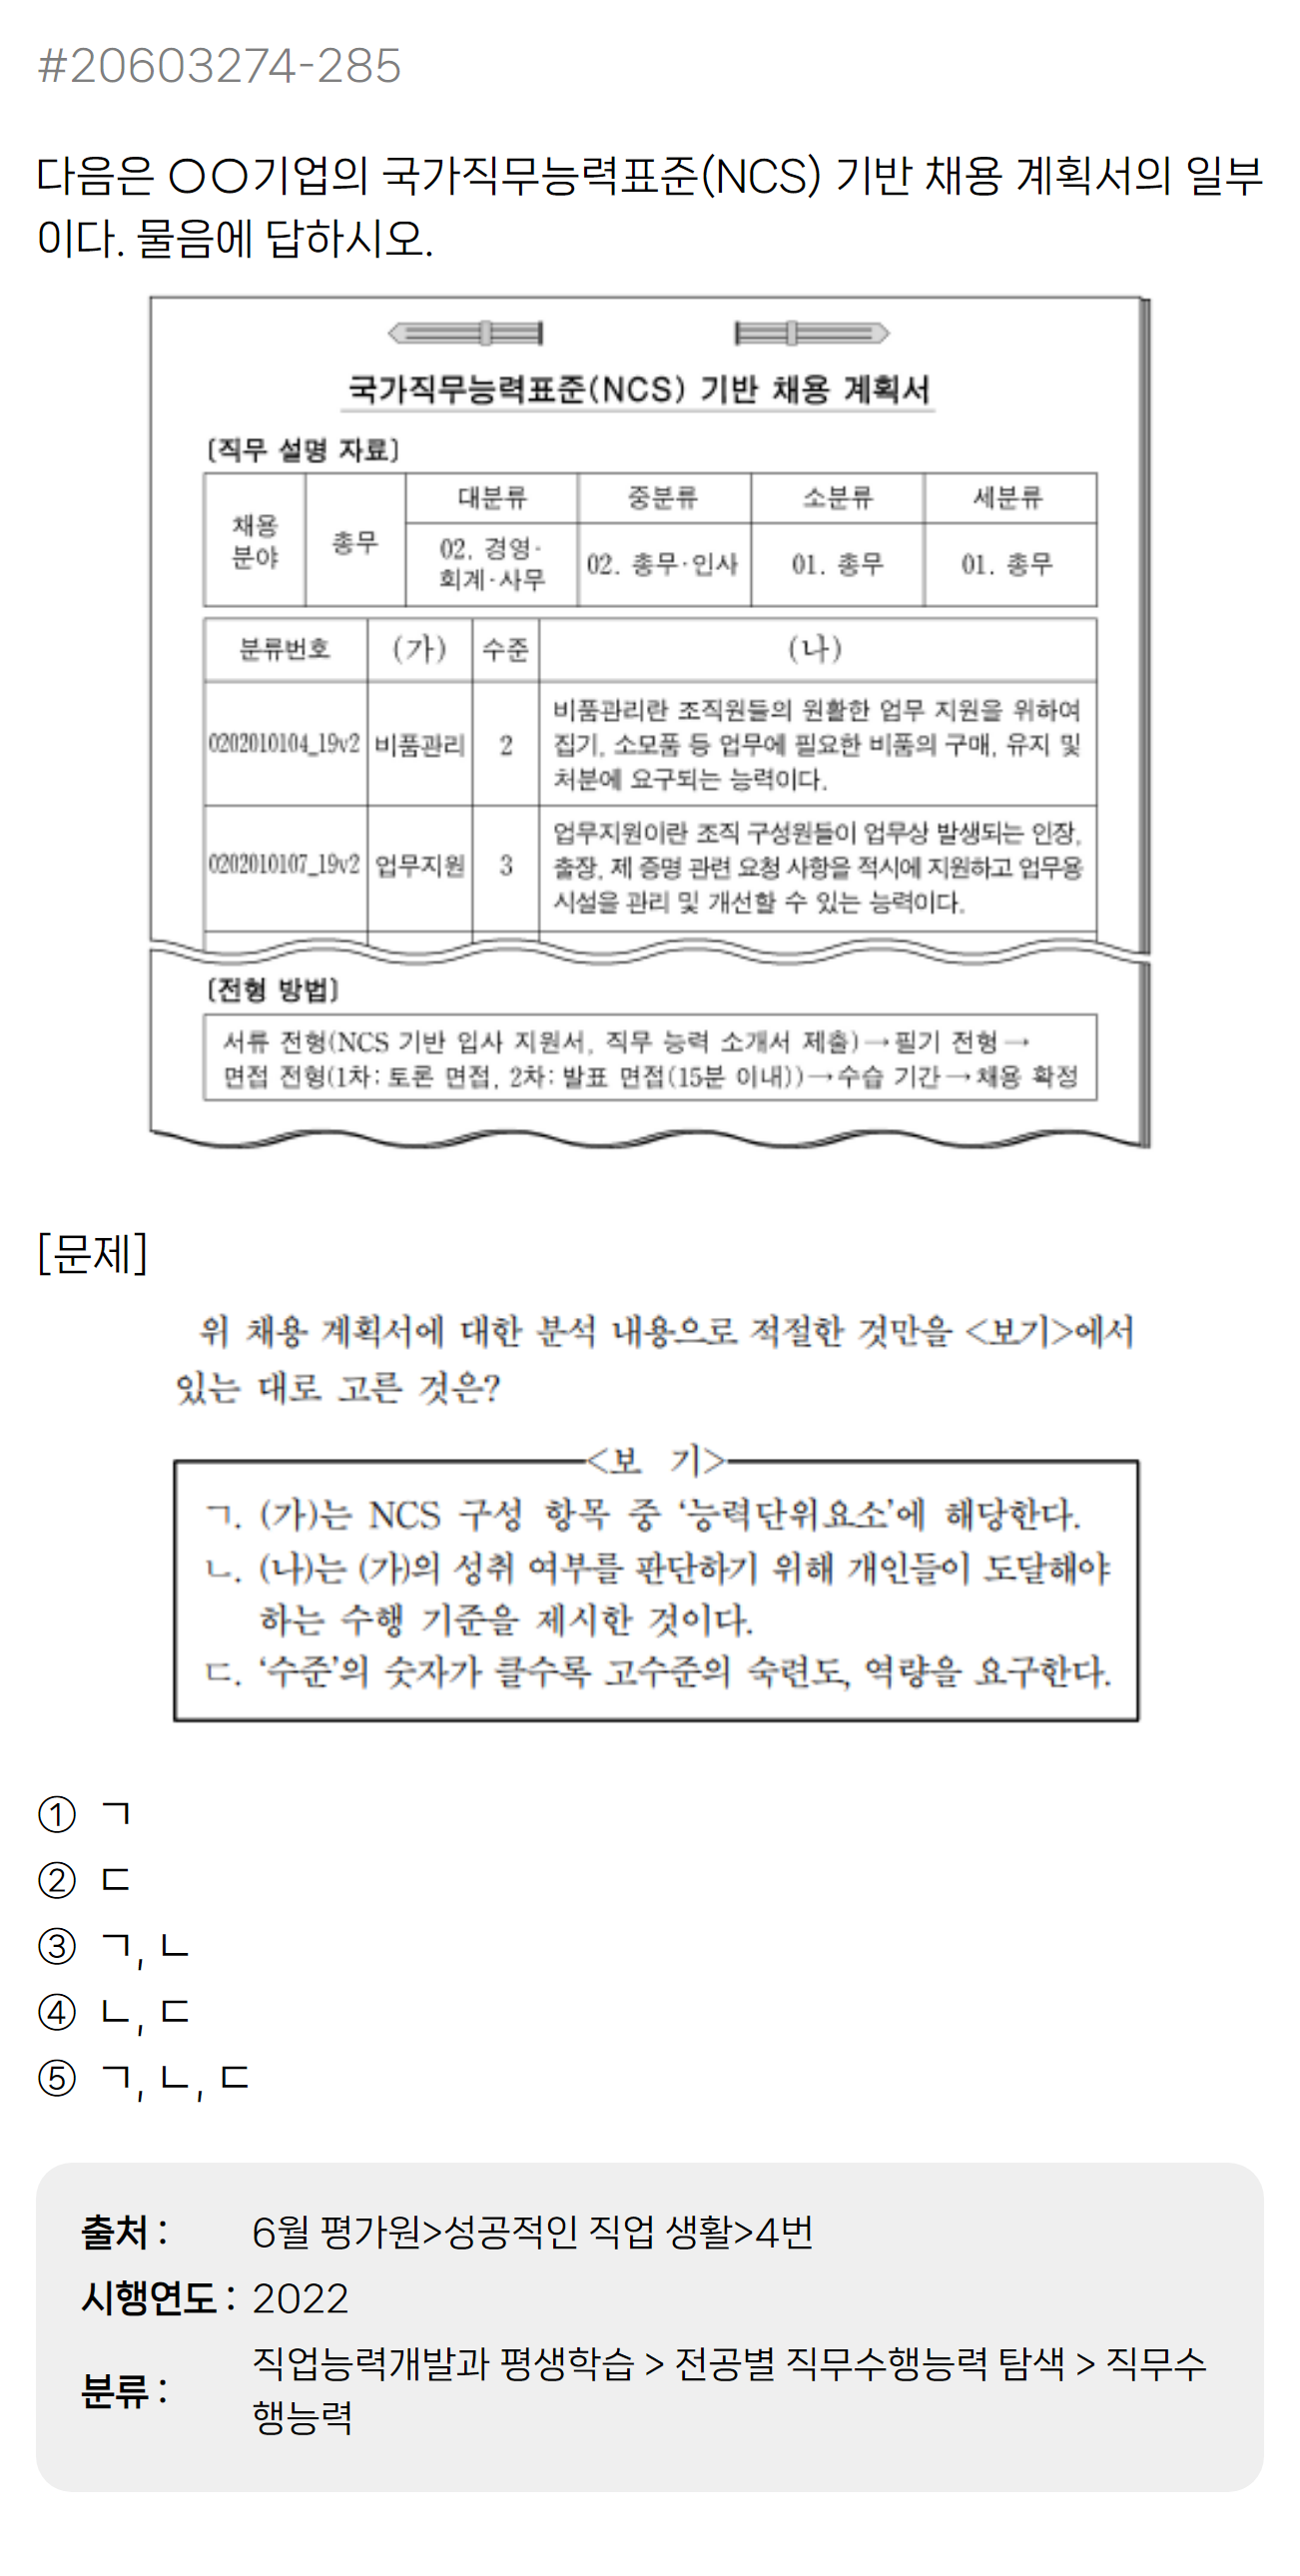 #20603274-285
다음은 〇〇기업의 국가직무능력표준(NCS) 기반 채용 계획서의 일부
이다. 물음에 답하시오.
국가직무능력표준(NCS) 기반 채용 계획서
[직무 설명 자료]
채용
분야
총무
대분류 중분류 소분류 세분류
02. 경영·
회계·사무
02. 총무·인사 01. 총무 01. 총무
분류번호 (가) 수준 (나)
0202010104_19v2 비품관리 2
비품관리란 조직원들의 원활한 업무 지원을 위하여
집기, 소모품 등 업무에 필요한 비품의 구매, 유지 및
처분에 요구되는 능력이다.
0202010107_19v2 업무지원 3
업무지원이란 조직 구성원들이 업무상 발생되는 인장,
출장, 제 증명 관련 요청 사항을 적시에 지원하고 업무용
시설을 관리 및 개선할 수 있는 능력이다.
[전형 방법]
서류 전형(NCS 기반 입사 지원서, 직무 능력 소개서 제출)→필기 전형→
면접 전형(1차: 토론 면접, 2차: 발표 면접(15분 이내))→수습 기간→채용 확정
[문제]
위 채용 계획서에 대한 분석 내용으로 적절한 것만을 <보기>에서
있는 대로 고른 것은?
<보 기>
ㄱ. (가)는 NCS 구성 항목 중 ‘능력단위요소’에 해당한다.
ㄴ. (나)는 (가)의 성취 여부를 판단하기 위해 개인들이 도달해야
하는 수행 기준을 제시한 것이다.
ㄷ. ‘수준’의 숫자가 클수록 고수준의 숙련도, 역량을 요구한다.
① ㄱ
② ㄷ
③ ㄱ, ㄴ
④ ㄴ, ㄷ
⑤ ㄱ, ㄴ, ㄷ
출처 : 6월 평가원>성공적인 직업 생활>4번
시행연도 : 2022
분류 : 직업능력개발과 평생학습 > 전공별 직무수행능력 탐색 > 직무수
행능력